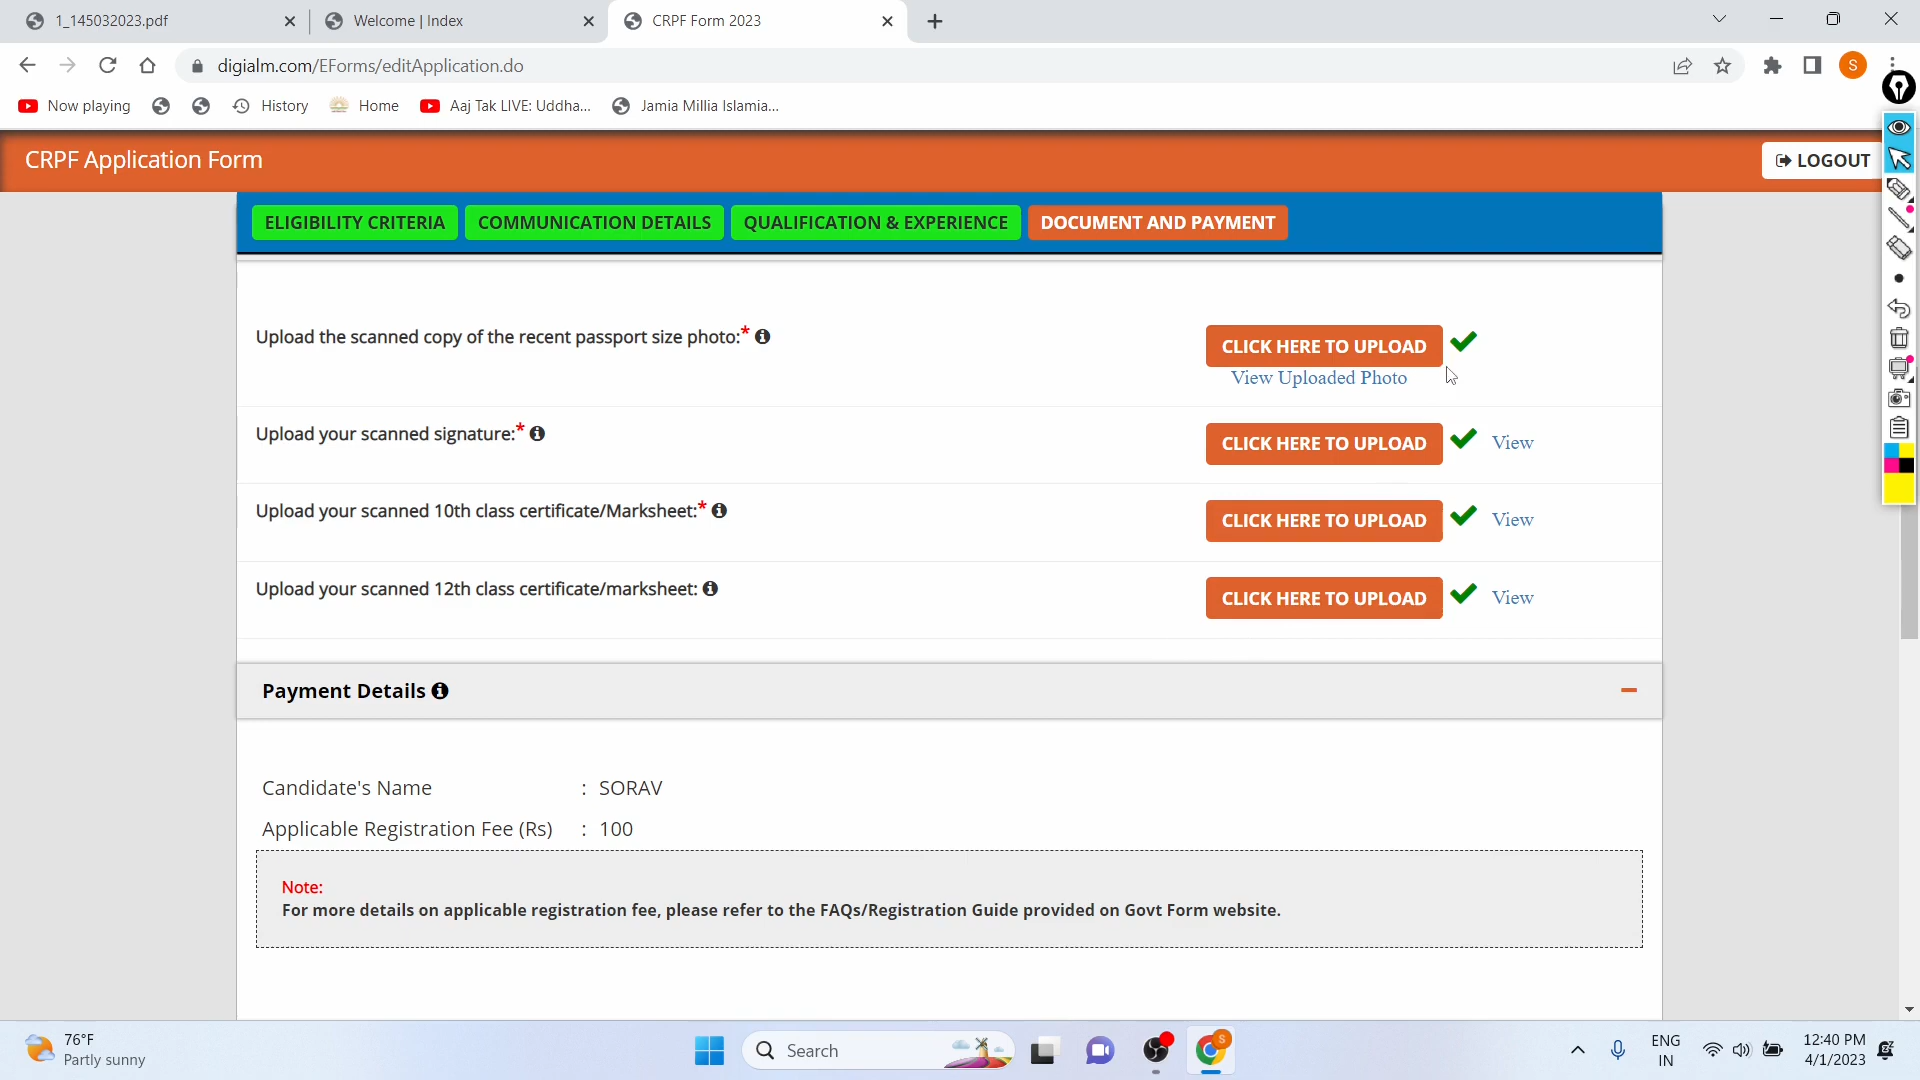 1_145032023.pdf
Welcome | Index
CRPF Form 2023
digialm.com/EForms/editApplication.do
S
Now playing
History
Home
Aaj Tak LIVE: Uddha...
Jamia Millia Islamia...
CRPF Application Form
LOGOUT
ELIGIBILITY CRITERIA
COMMUNICATION DETAILS
QUALIFICATION & EXPERIENCE
DOCUMENT AND PAYMENT
Upload the scanned copy of the recent passport size photo:*
CLICK HERE TO UPLOAD
View Uploaded Photo
Upload your scanned signature:*
CLICK HERE TO UPLOAD
View
Upload your scanned 10th class certificate/Marksheet:*
CLICK HERE TO UPLOAD
View
Upload your scanned 12th class certificate/marksheet:
CLICK HERE TO UPLOAD
View
Payment Details
Candidate's Name : SORAV
Applicable Registration Fee (Rs) : 100
Note:
For more details on applicable registration fee, please refer to the FAQs/Registration Guide provided on Govt Form website.
76°F
Partly sunny
Search
S
ENG
IN
12:40 PM
4/1/2023